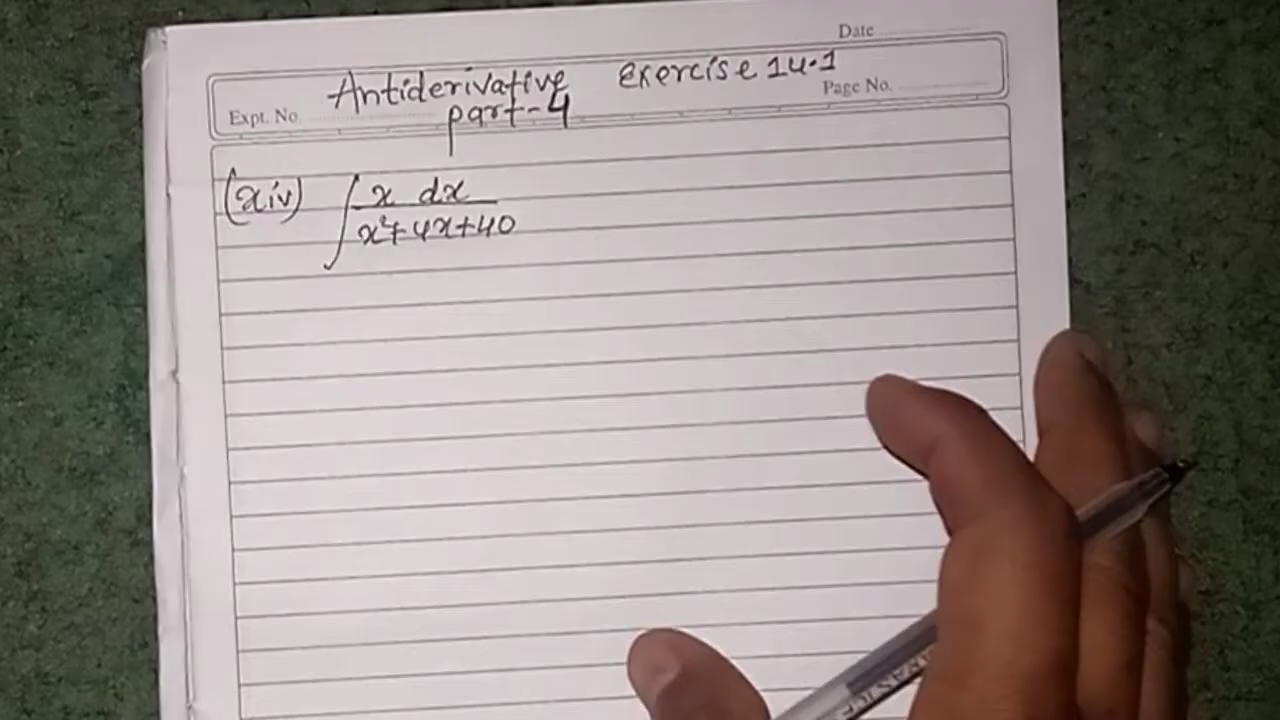 Date
Antiderivative exercise 14.1
Expt. No. part-4 Page No.
(xiv) ∫ x dx
x²+4x+40